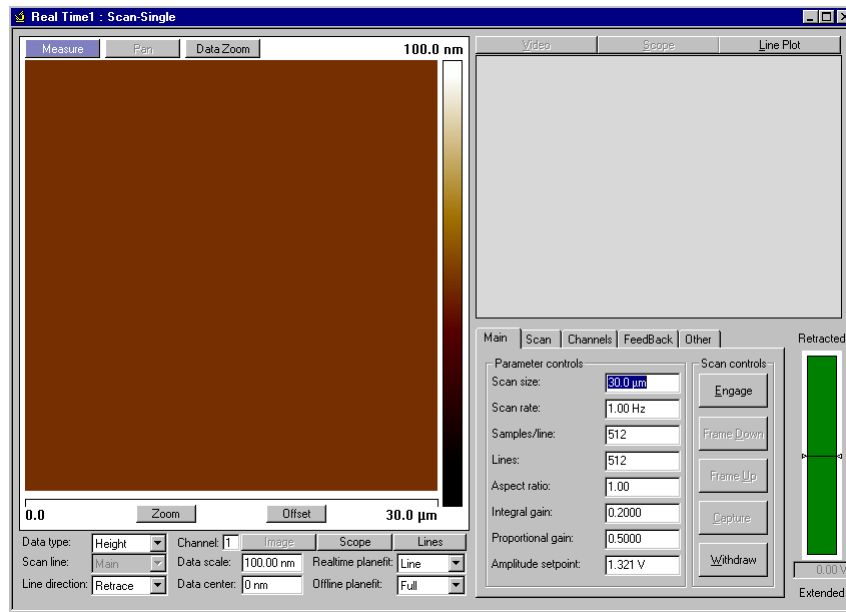 Real Time1 : Scan-Single
Measure Pan Data Zoom 100.0 nm
Video Scope Line Plot
0.0 Zoom Offset 30.0 µm
Data type: Height Channel: 1 Image Scope Lines
Scan line: Main Data scale: 100.00 nm Realtime planefit: Line
Line direction: Retrace Data center: 0 nm Offline planefit: Full
Main Scan Channels FeedBack Other
Parameter controls
Scan size: 30.0 µm
Scan rate: 1.00 Hz
Samples/line: 512
Lines: 512
Aspect ratio: 1.00
Integral gain: 0.2000
Proportional gain: 0.5000
Amplitude setpoint: 1.321 V
Scan controls
Engage
Frame Down
Frame Up
Capture
Withdraw
Retracted
0.00 V
Extended